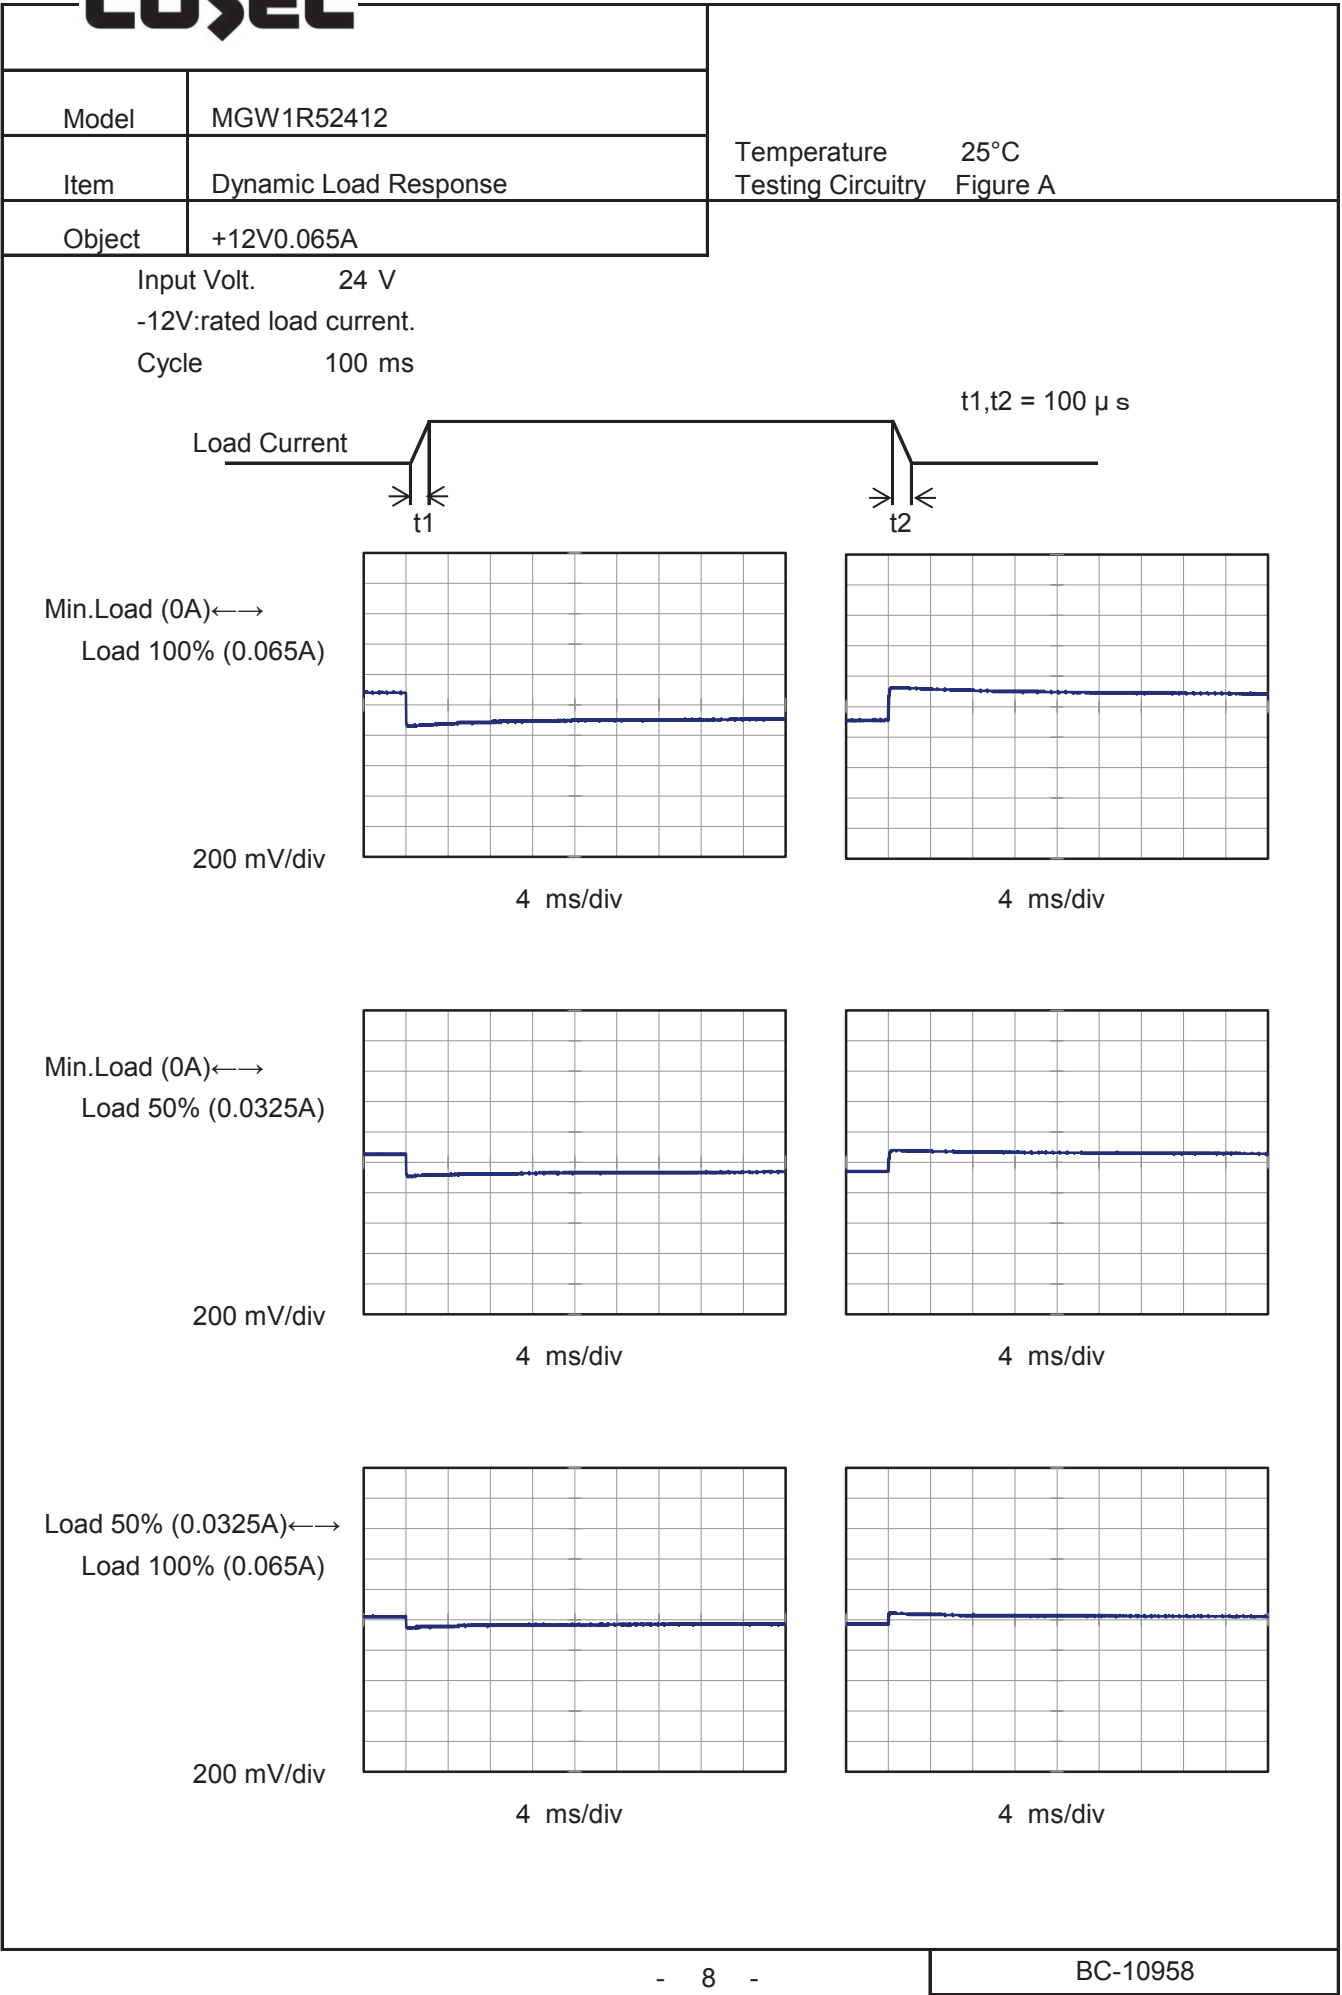 COSEL
Model MGW1R52412
Item Dynamic Load Response
Object +12V0.065A
Temperature 25°C
Testing Circuitry Figure A
Input Volt. 24 V
-12V:rated load current.
Cycle 100 ms
t1,t2 = 100 μｓ
Load Current
t1 t2
Min.Load (0A)←→
Load 100% (0.065A)
200 mV/div
4 ms/div 4 ms/div
Min.Load (0A)←→
Load 50% (0.0325A)
200 mV/div
4 ms/div 4 ms/div
Load 50% (0.0325A)←→
Load 100% (0.065A)
200 mV/div
4 ms/div 4 ms/div
- 8 -
BC-10958